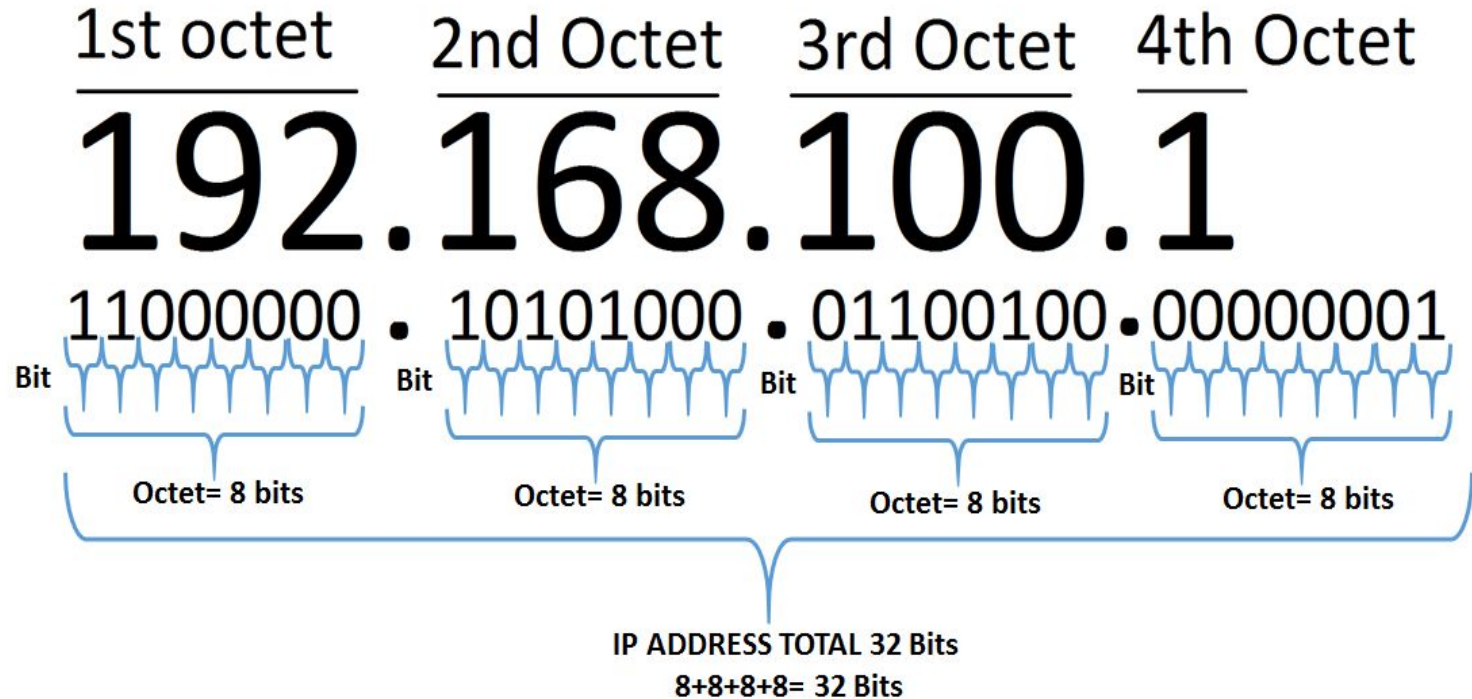 1st octet 2nd Octet 3rd Octet 4th Octet
192.168.100.1
11000000 . 10101000 . 01100100 . 00000001
Bit Bit Bit Bit
Octet= 8 bits Octet= 8 bits Octet= 8 bits Octet= 8 bits
IP ADDRESS TOTAL 32 Bits
8+8+8+8= 32 Bits